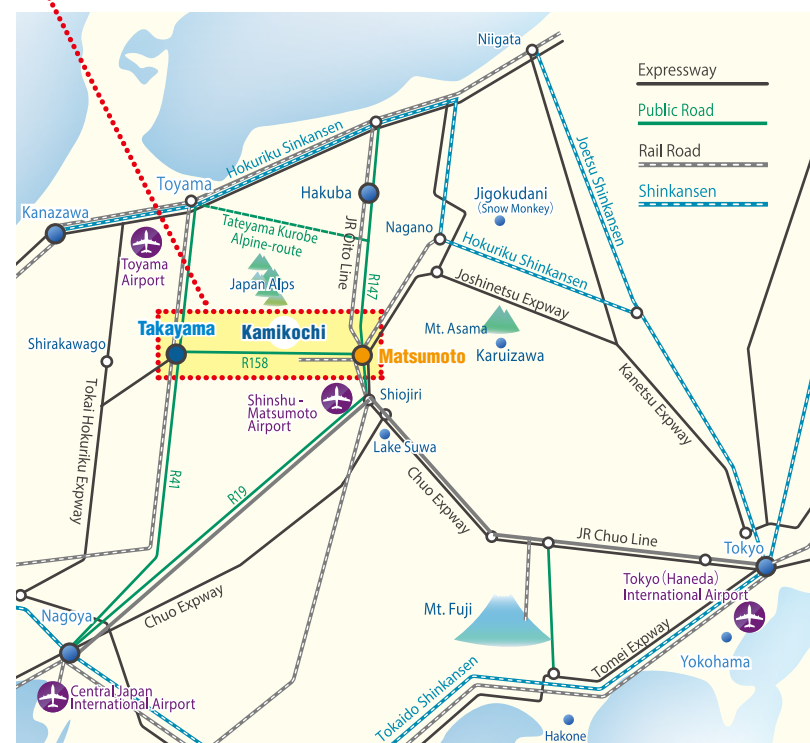 Niigata
Expressway
Public Road
Rail Road
Shinkansen
Hokuriku Sinkansen
Joetsu Shinkansen
Toyama
Hakuba
Jigokudani
(Snow Monkey)
Kanazawa
Tateyama Kurobe
Alpine-route
JR Oito Line
Nagano
Hokuriku Shinkansen
Toyama
Airport
Japan Alps
R147
Joshinetsu Expway
Mt. Asama
Takayama
Kamikochi
Matsumoto
Karuizawa
Shirakawago
R158
Kanetsu Expway
Shinshu -
Matsumoto
Airport
Shiojiri
Tokai Hokuriku Expway
Lake Suwa
R41
R19
Chuo Expway
JR Chuo Line
Tokyo
Tokyo (Haneda)
International Airport
Chuo Expway
Mt. Fuji
Nagoya
Tomei Expway
Yokohama
Central Japan
International Airport
Tokaido Shinkansen
Hakone